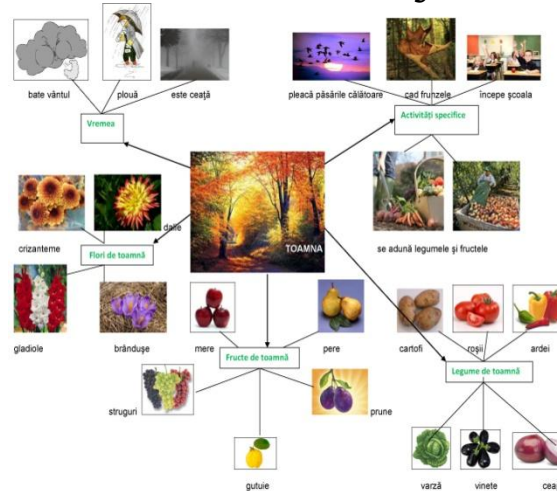 bate vântul
plouă
este ceață
pleacă păsările călătoare
cad frunzele
începe școala
Vremea
Activități specifice
TOAMNA
crizanteme
dalie
Flori de toamnă
se adună legumele și fructele
gladiole
brândușe
mere
pere
cartofi
roșii
ardei
Fructe de toamnă
Legume de toamnă
struguri
prune
gutuie
varză
vinete